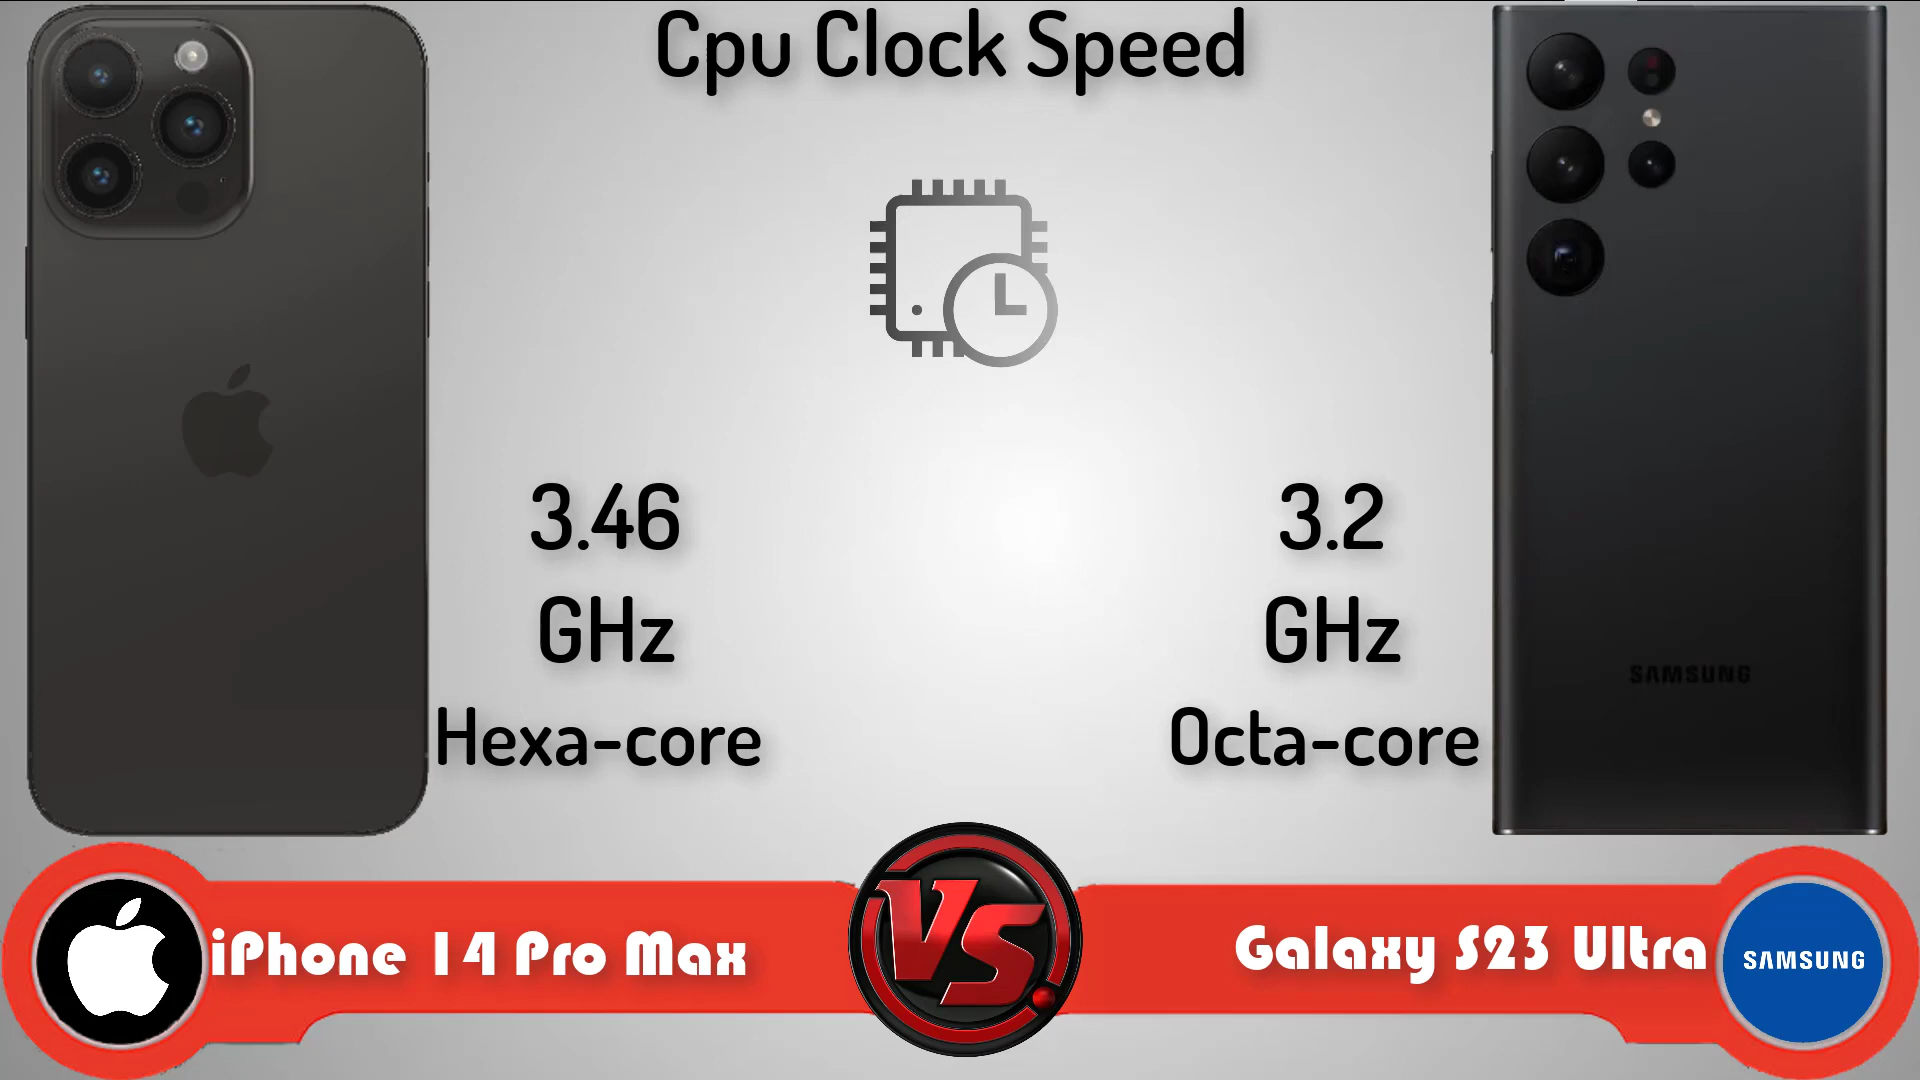 Cpu Clock Speed
3.46
GHz
Hexa-core
3.2
GHz
Octa-core
SAMSUNG
iPhone 14 Pro Max
VS
Galaxy S23 Ultra
SAMSUNG